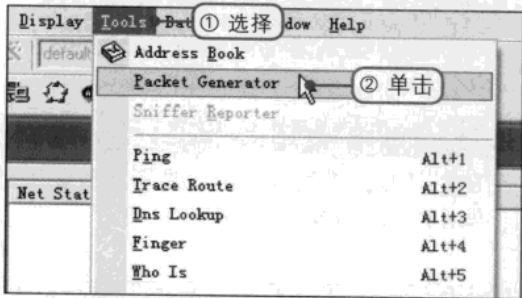 Display Tools Dat ① 选择 dow Help
default
Address Book
Packet Generator ② 单击
Sniffer Reporter
Ping Alt+1
Net Stat
Trace Route Alt+2
Dns Lookup Alt+3
Finger Alt+4
Who Is Alt+5